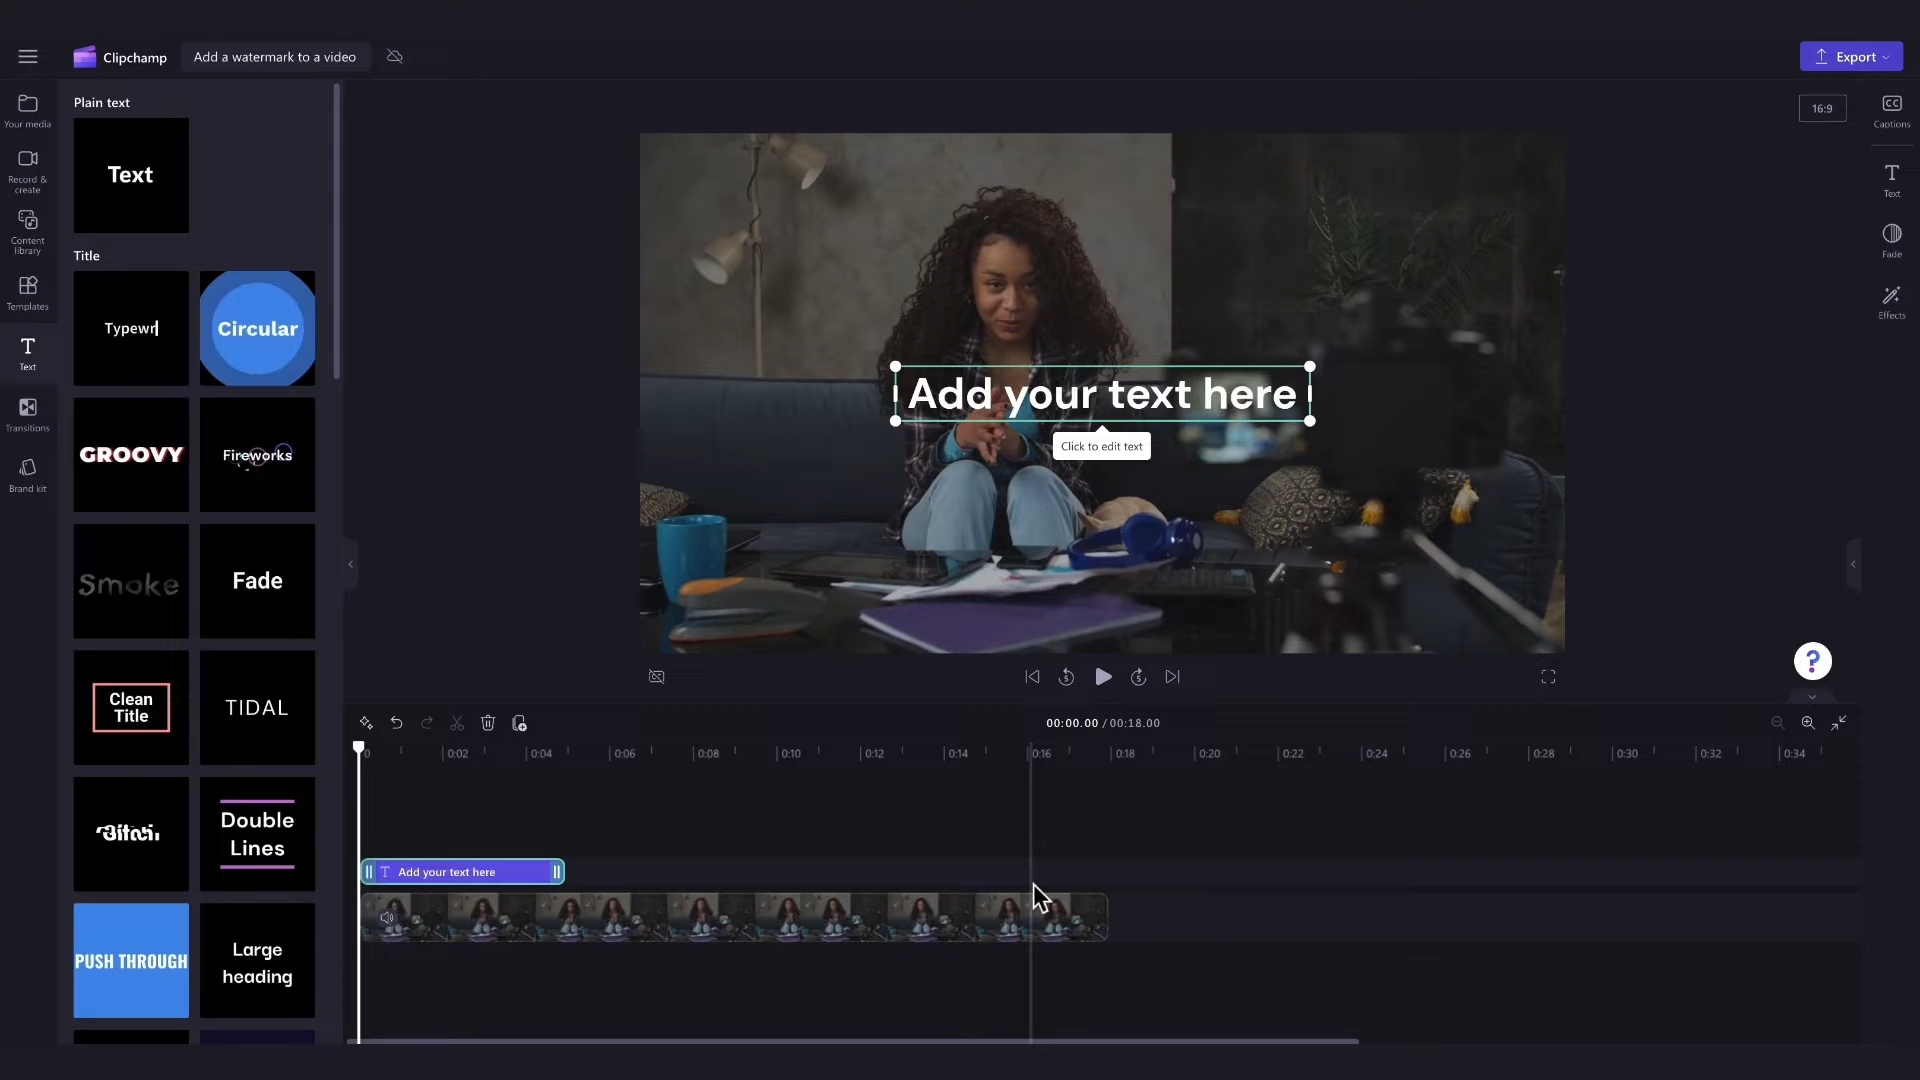 Clipchamp
Add a watermark to a video
Export
Your media
Record &
create
Content
library
Templates
Text
Transitions
Brand kit
Plain text
Text
Title
Typewr
Circular
GROOVY
Fireworks
Smoke
Fade
Clean
Title
TIDAL
Double
Lines
PUSH THROUGH
Large
heading
16:9
Add your text here
Click to edit text
CC
Captions
Text
Fade
Effects
5
5
?
00:00.00 / 00:18.00
0
0:02
0:04
0:06
0:08
0:10
0:12
0:14
0:16
0:18
0:20
0:22
0:24
0:26
0:28
0:30
0:32
0:34
T Add your text here